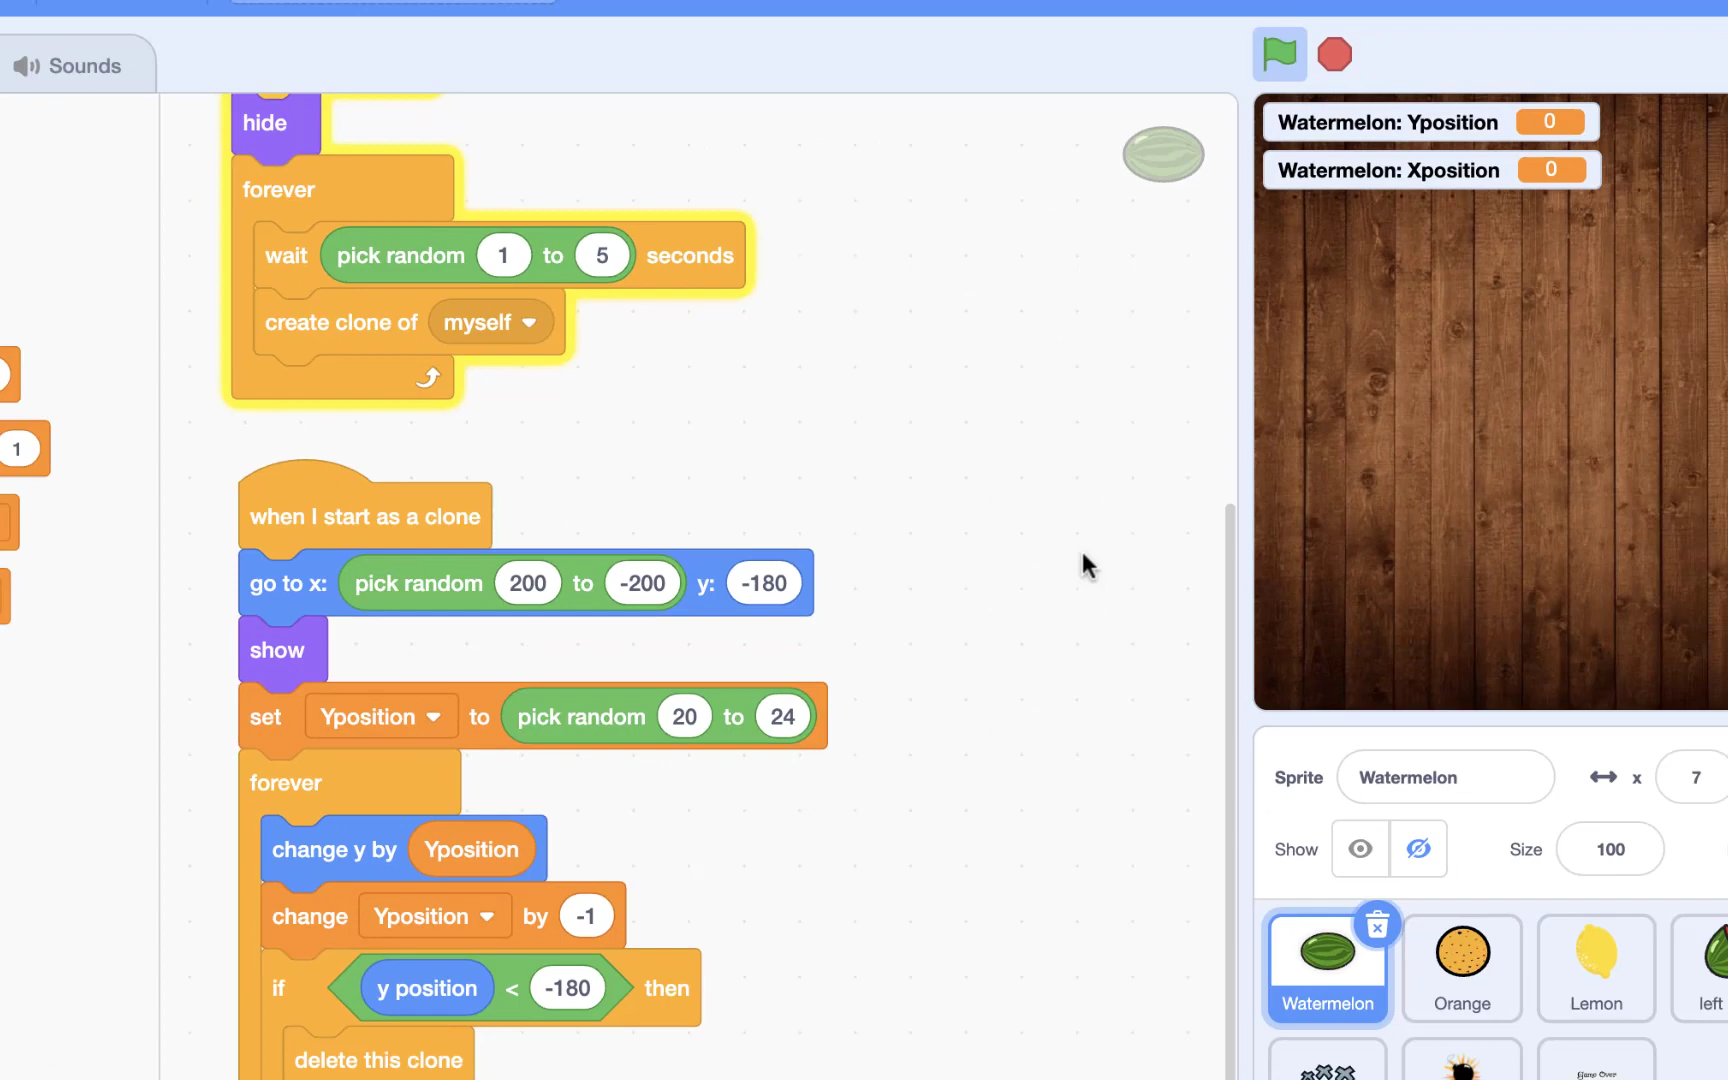 Sounds
Watermelon: Yposition 0
Watermelon: Xposition 0
hide
forever
wait pick random 1 to 5 seconds
create clone of myself
1
when I start as a clone
go to x: pick random 200 to -200 y: -180
show
set Yposition to pick random 20 to 24
forever
change y by Yposition
change Yposition by -1
if y position < -180 then
delete this clone
Sprite Watermelon x 7
Show Size 100
Watermelon Orange Lemon left
Game Over